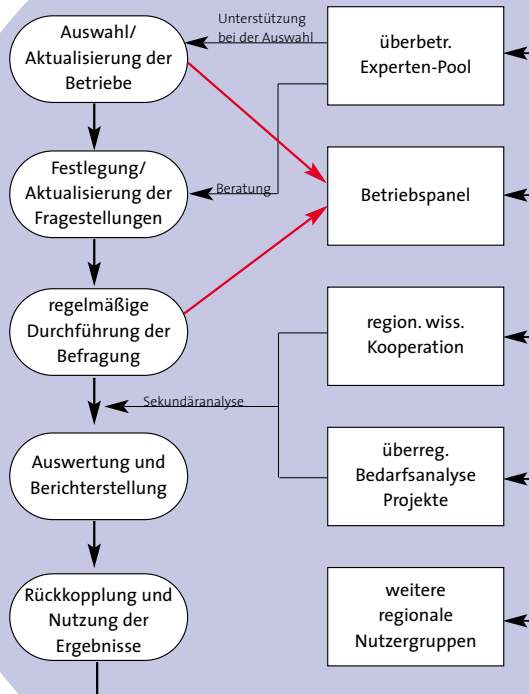 Auswahl/
Aktualisierung der
Betriebe
Unterstützung
bei der Auswahl
überbetr.
Experten-Pool
Festlegung/
Aktualisierung der
Fragestellungen
Beratung
Betriebspanel
regelmäßige
Durchführung der
Befragung
region. wiss.
Kooperation
Sekundäranalyse
Auswertung und
Berichterstellung
überreg.
Bedarfsanalyse
Projekte
Rückkopplung und
Nutzung der
Ergebnisse
weitere
regionale
Nutzergruppen